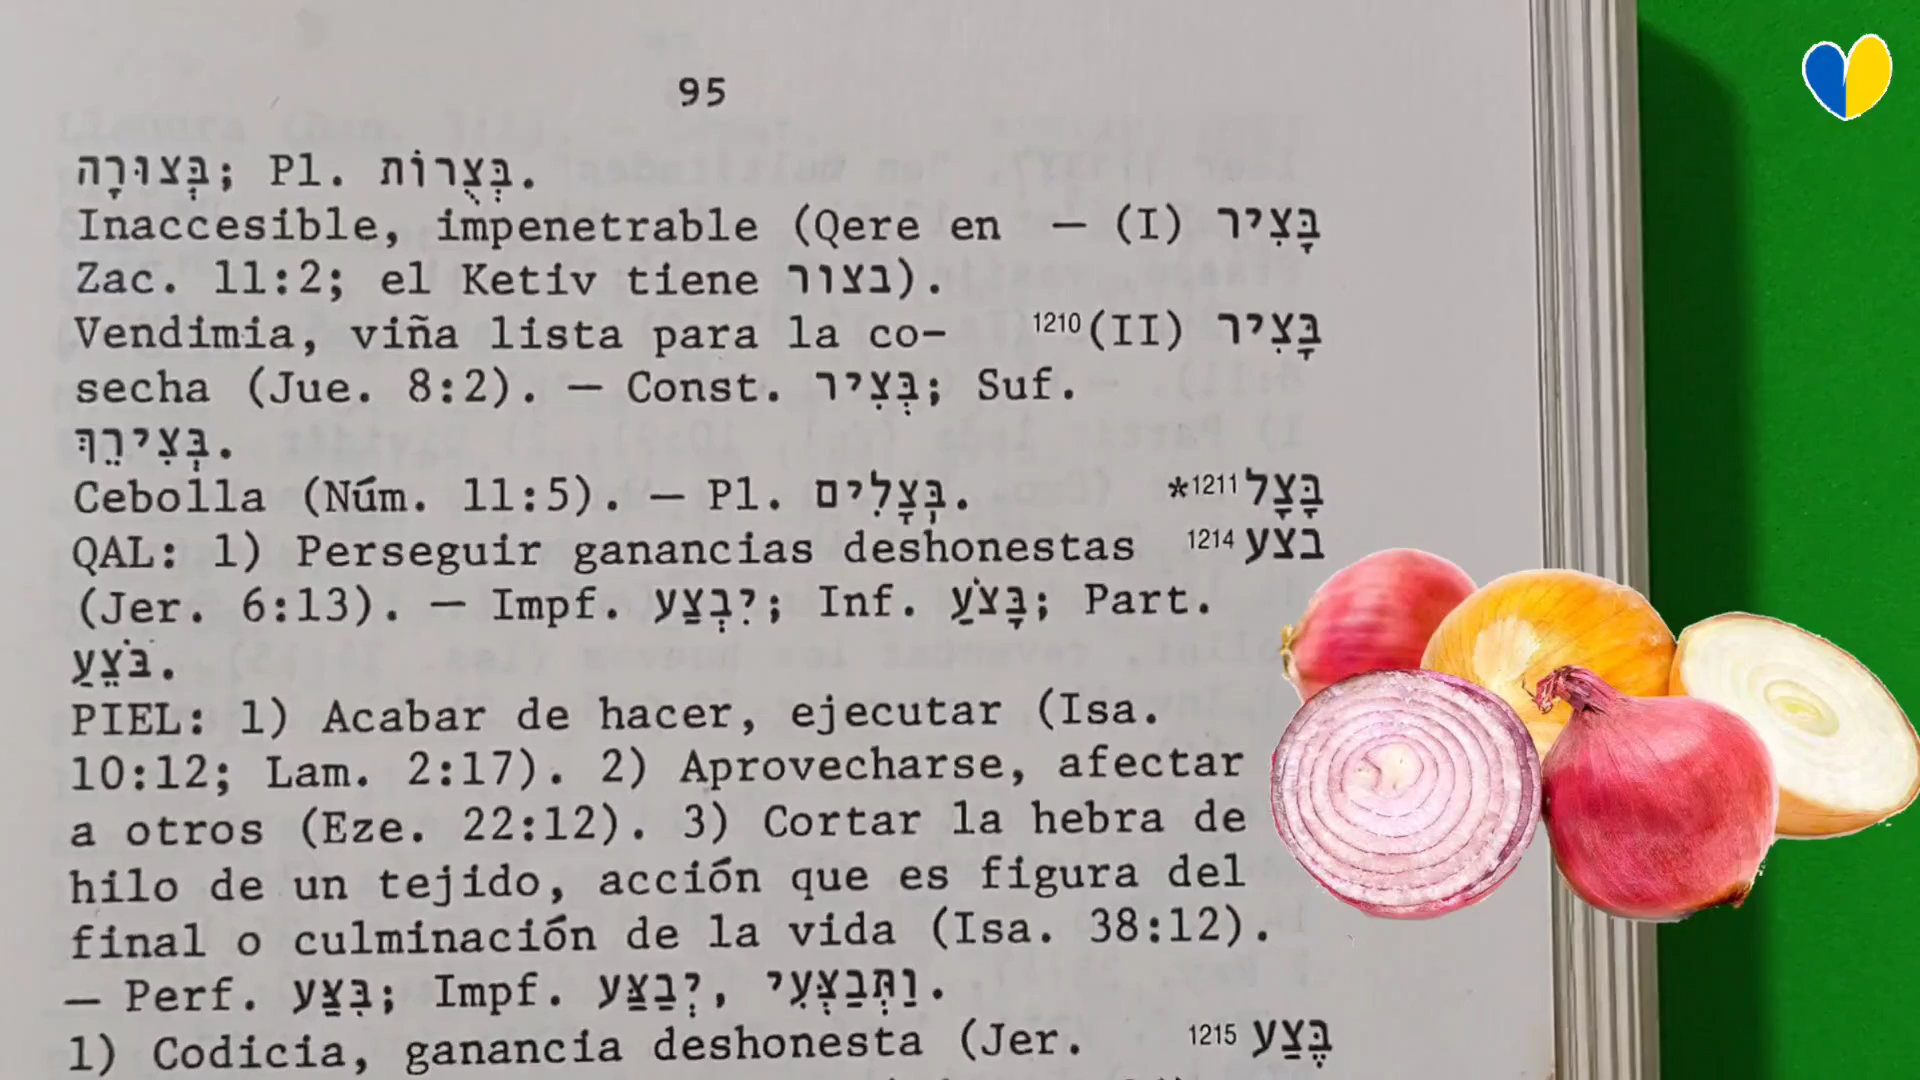 95
בְּצוּרָה; Pl. בְּצֻרוֹת.
Inaccesible, impenetrable (Qere en — (I) בָּצִיר
Zac. 11:2; el Ketiv tiene בצור).
Vendimia, viña lista para la co- 1210 (II) בָּצִיר
secha (Jue. 8:2). — Const. בְּצִיר; Suf.
בְּצִירֵךְ.
Cebolla (Núm. 11:5). — Pl. בְּצָלִים. *1211 בָּצָל
QAL: 1) Perseguir ganancias deshonestas 1214 בצע
(Jer. 6:13). — Impf. יִבְצַע; Inf. בָּצֹעַ; Part.
בֹּצֵעַ.
PIEL: 1) Acabar de hacer, ejecutar (Isa.
10:12; Lam. 2:17). 2) Aprovecharse, afectar
a otros (Eze. 22:12). 3) Cortar la hebra de
hilo de un tejido, acción que es figura del
final o culminación de la vida (Isa. 38:12).
— Perf. בִּצַּע; Impf. יְבַצַּע, וַתְּבַצְּעִי.
1) Codicia, ganancia deshonesta (Jer. 1215 בֶּצַע